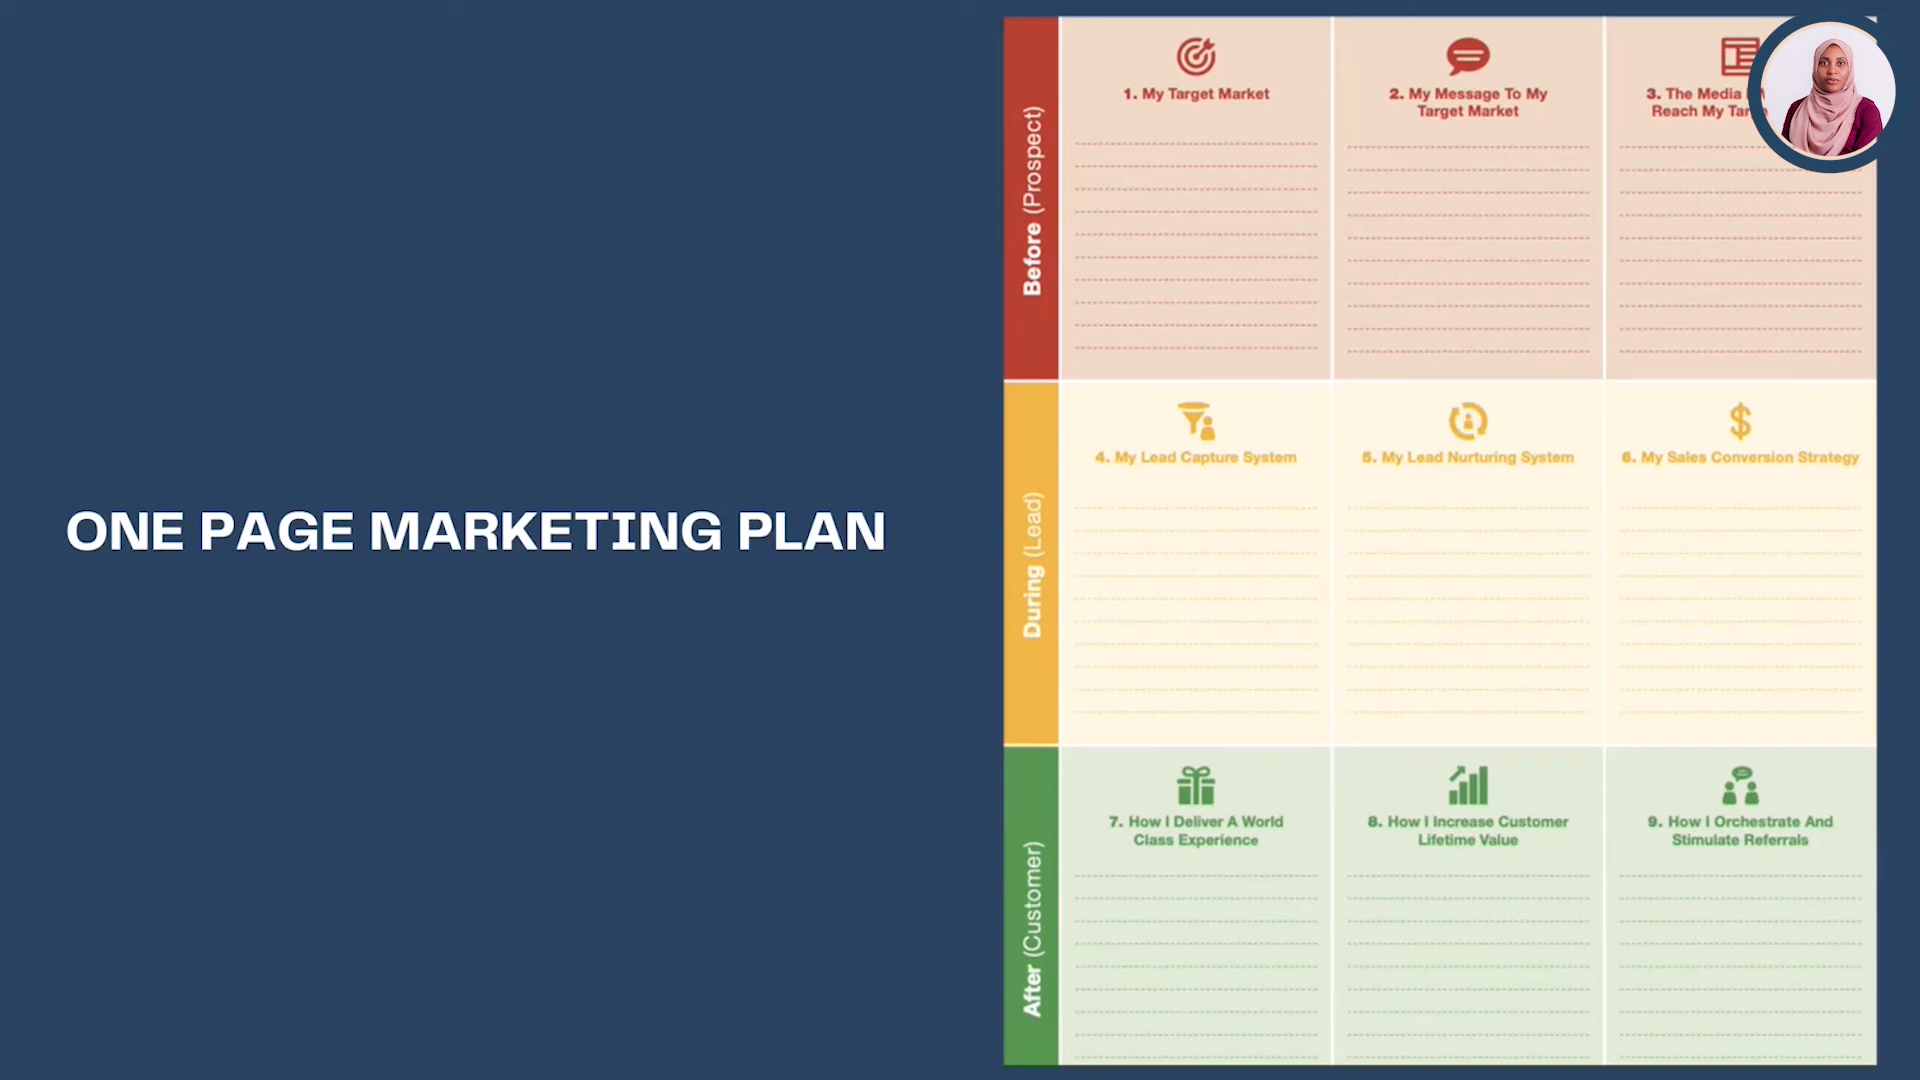 ONE PAGE MARKETING PLAN
Before (Prospect)
1. My Target Market
2. My Message To My
Target Market
3. The Media
Reach My
During (Lead)
4. My Lead Capture System
5. My Lead Nurturing System
6. My Sales Conversion Strategy
After (Customer)
7. How I Deliver A World
Class Experience
8. How I Increase Customer
Lifetime Value
9. How I Orchestrate And
Stimulate Referrals